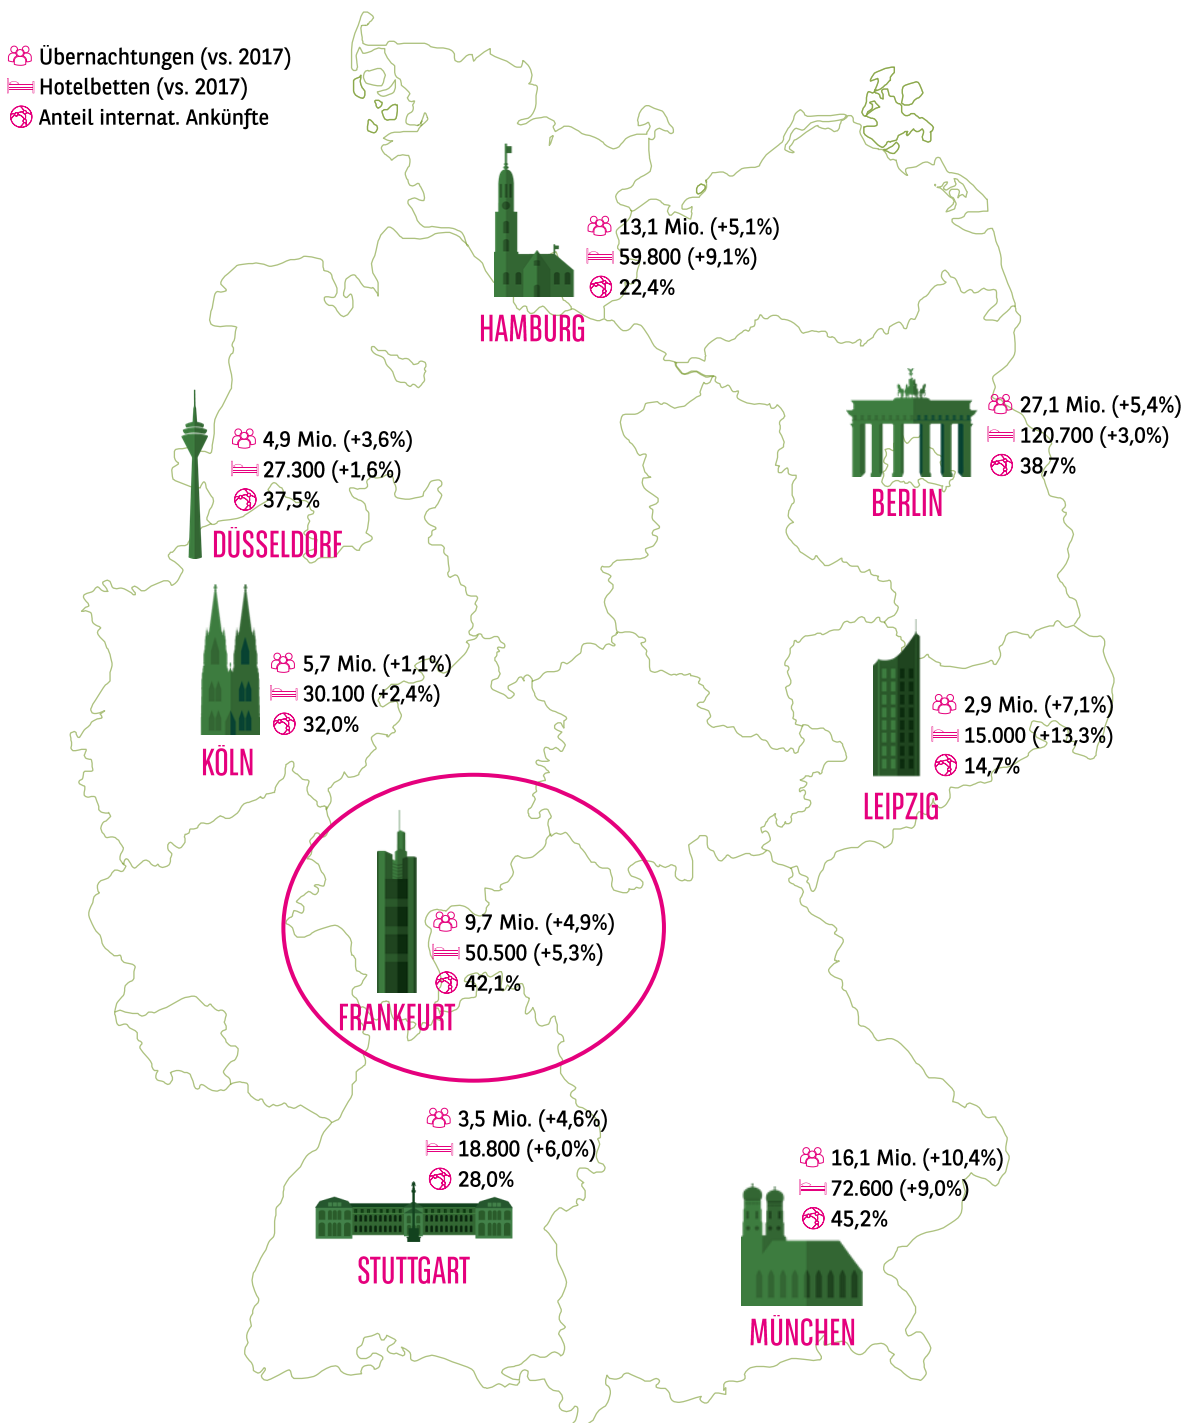 Übernachtungen (vs. 2017)
Hotelbetten (vs. 2017)
Anteil internat. Ankünfte
13,1 Mio. (+5,1%)
59.800 (+9,1%)
22,4%
HAMBURG
27,1 Mio. (+5,4%)
120.700 (+3,0%)
38,7%
BERLIN
4,9 Mio. (+3,6%)
27.300 (+1,6%)
37,5%
DÜSSELDORF
5,7 Mio. (+1,1%)
30.100 (+2,4%)
32,0%
KÖLN
2,9 Mio. (+7,1%)
15.000 (+13,3%)
14,7%
LEIPZIG
9,7 Mio. (+4,9%)
50.500 (+5,3%)
42,1%
FRANKFURT
3,5 Mio. (+4,6%)
18.800 (+6,0%)
28,0%
STUTTGART
16,1 Mio. (+10,4%)
72.600 (+9,0%)
45,2%
MÜNCHEN